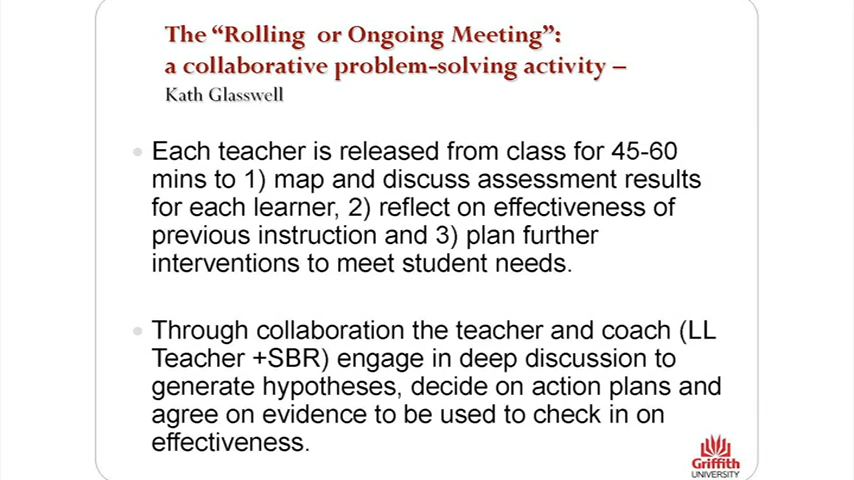 The “Rolling or Ongoing Meeting”:
a collaborative problem-solving activity –
Kath Glasswell
Each teacher is released from class for 45-60
mins to 1) map and discuss assessment results
for each learner, 2) reflect on effectiveness of
previous instruction and 3) plan further
interventions to meet student needs.
Through collaboration the teacher and coach (LL
Teacher +SBR) engage in deep discussion to
generate hypotheses, decide on action plans and
agree on evidence to be used to check in on
effectiveness.
Griffith
UNIVERSITY